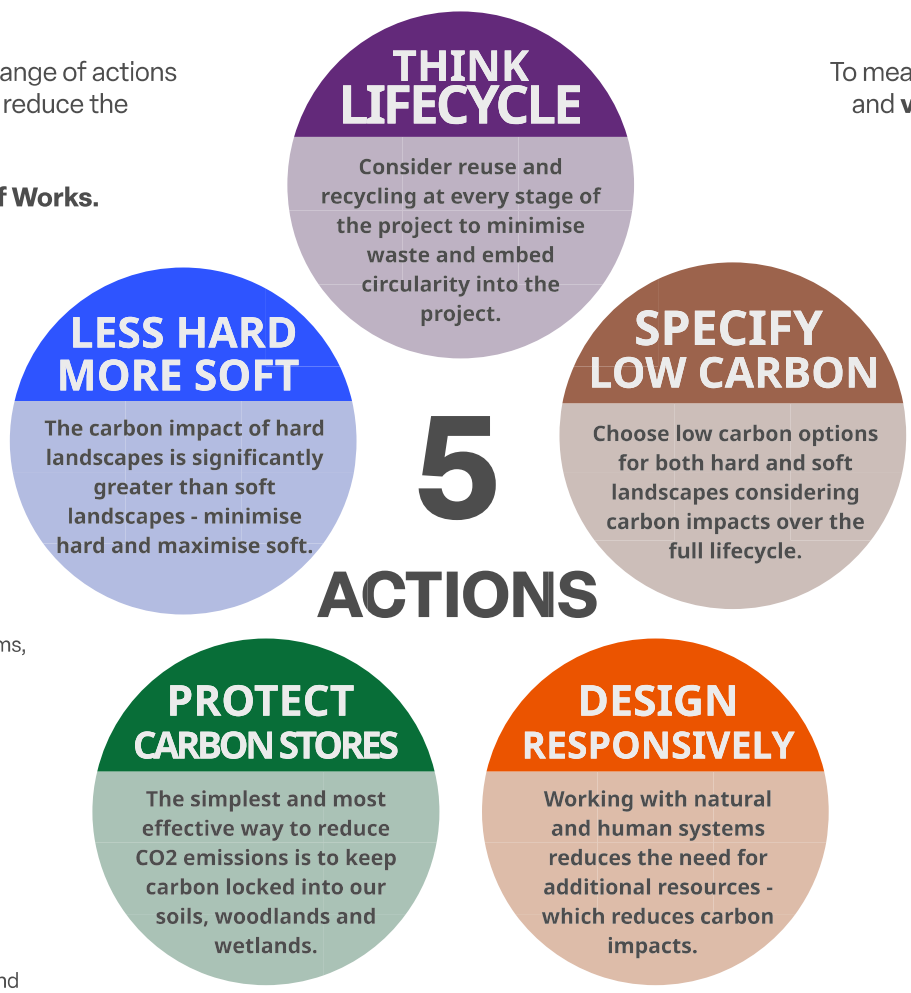 ange of actions
reduce the
f Works.
To mea
and v
THINK
LIFECYCLE
Consider reuse and
recycling at every stage of
the project to minimise
waste and embed
circularity into the
project.
LESS HARD
MORE SOFT
The carbon impact of hard
landscapes is significantly
greater than soft
landscapes - minimise
hard and maximise soft.
5
ACTIONS
SPECIFY
LOW CARBON
Choose low carbon options
for both hard and soft
landscapes considering
carbon impacts over the
full lifecycle.
ms,
PROTECT
CARBON STORES
The simplest and most
effective way to reduce
CO2 emissions is to keep
carbon locked into our
soils, woodlands and
wetlands.
DESIGN
RESPONSIVELY
Working with natural
and human systems
reduces the need for
additional resources -
which reduces carbon
impacts.
nd